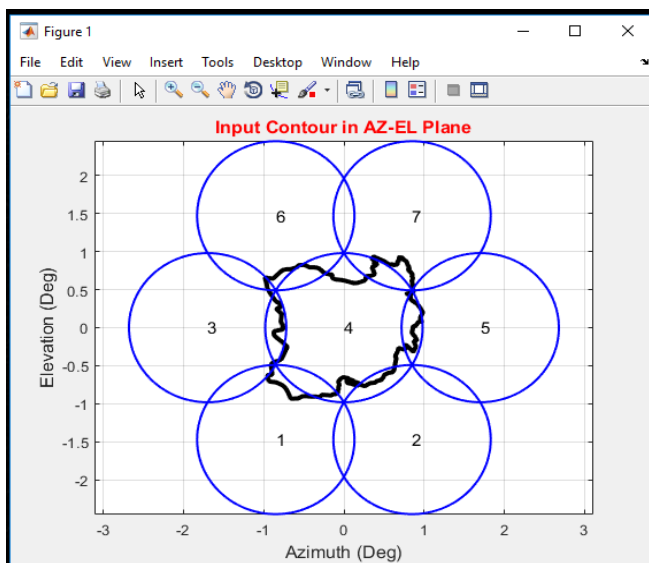 Figure 1
File Edit View Insert Tools Desktop Window Help
Input Contour in AZ-EL Plane
2
1.5
1
0.5
0
-0.5
-1
-1.5
-2
Elevation (Deg)
6 7
3 4 5
1 2
-3 -2 -1 0 1 2 3
Azimuth (Deg)